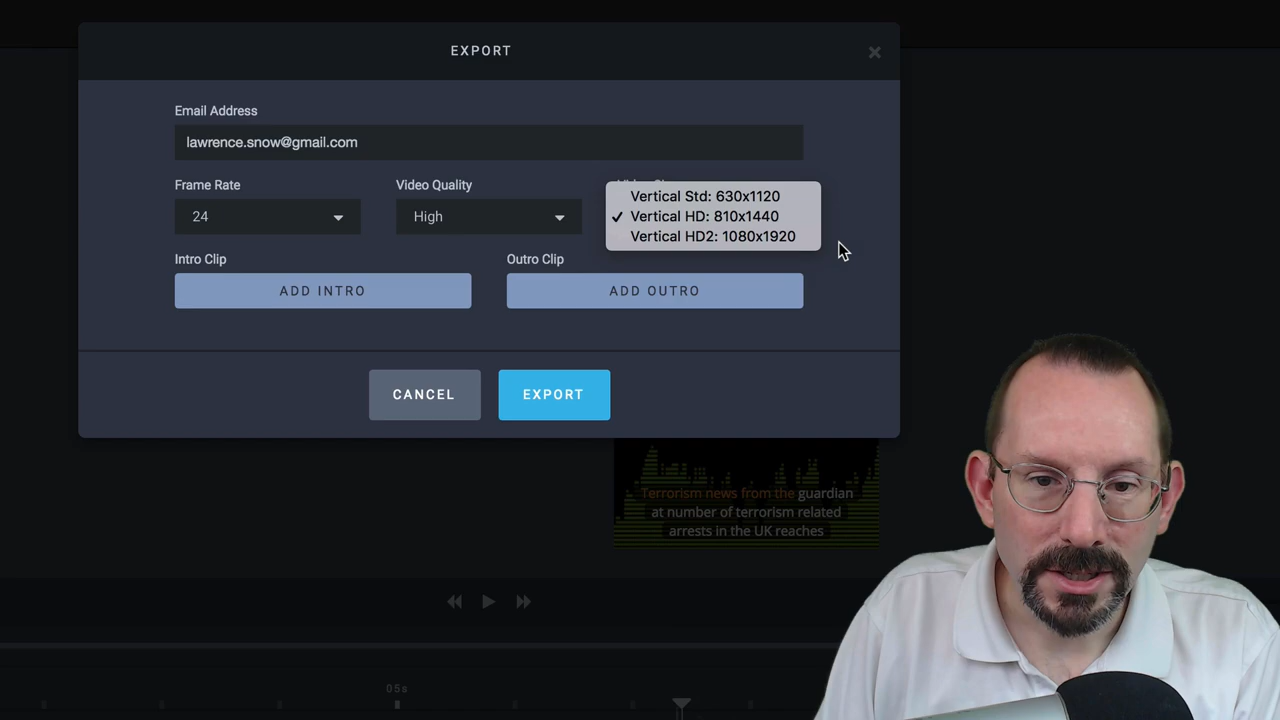 EXPORT
Email Address
lawrence.snow@gmail.com
Frame Rate
Video Quality
24
High
Vertical Std: 630x1120
Vertical HD: 810x1440
Vertical HD2: 1080x1920
Intro Clip
Outro Clip
ADD INTRO
ADD OUTRO
CANCEL
EXPORT
Terrorism news from the guardian
at number of terrorism related
arrests in the UK reaches
05s